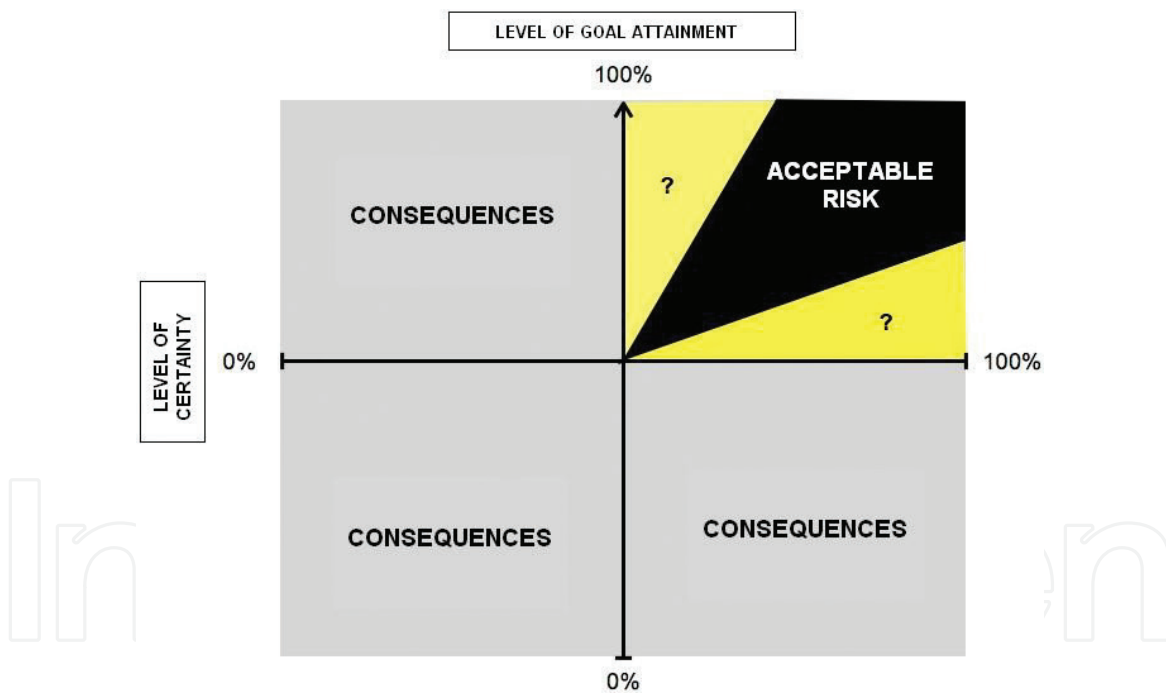 LEVEL OF GOAL ATTAINMENT
100%
?
ACCEPTABLE
RISK
CONSEQUENCES
?
LEVEL OF
CERTAINTY
0%
100%
CONSEQUENCES
CONSEQUENCES
0%